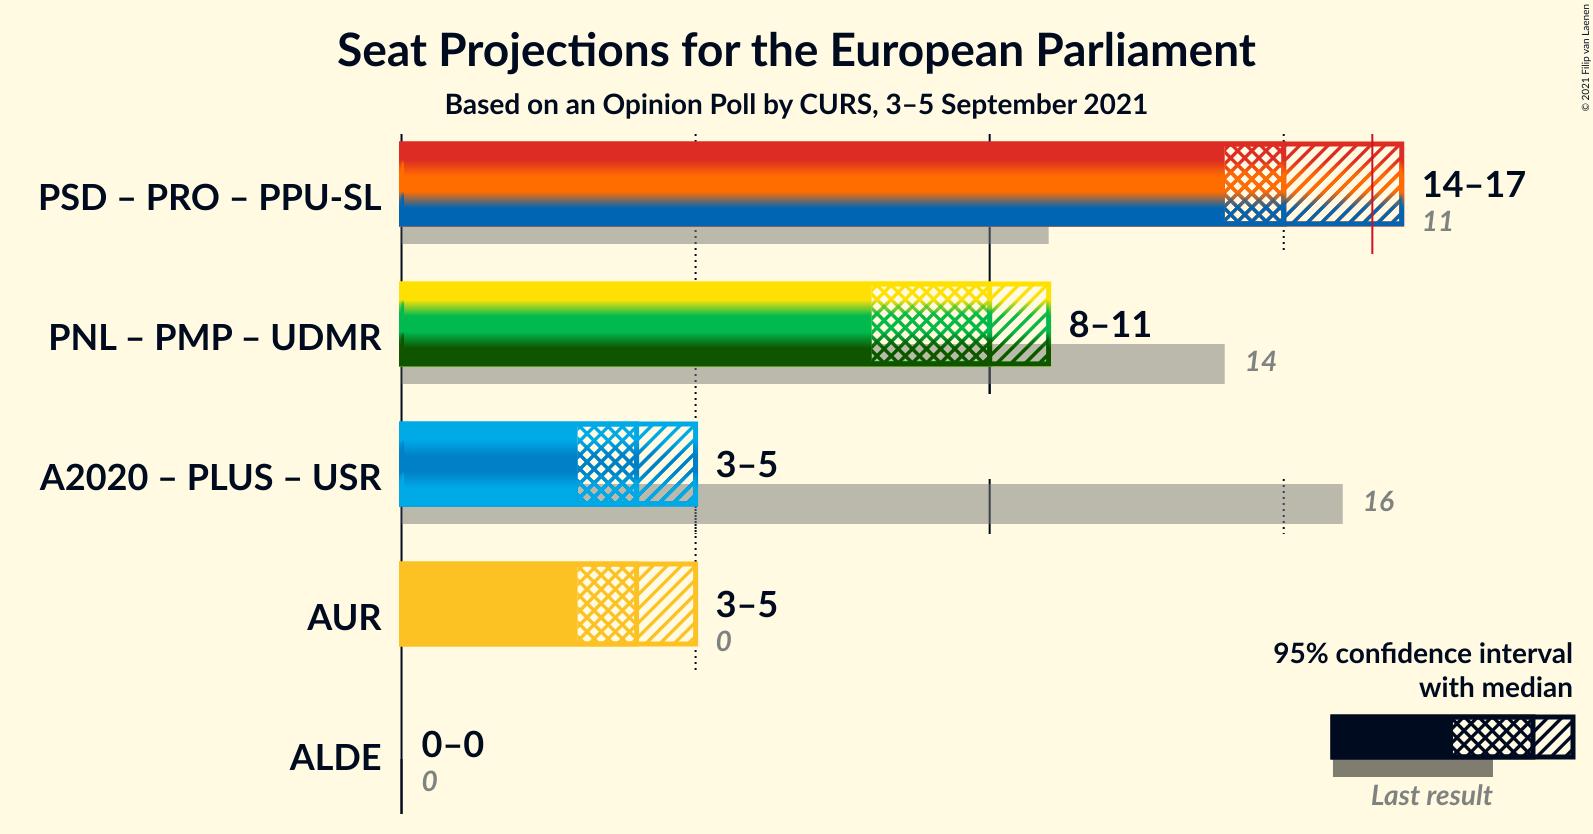 Seat Projections for the European Parliament
Based on an Opinion Poll by CURS, 3–5 September 2021
© 2021 Filip van Laenen
PSD – PRO – PPU-SL
14–17
11
PNL – PMP – UDMR
8–11
14
A2020 – PLUS – USR
3–5
16
AUR
3–5
0
ALDE
0–0
0
95% confidence interval
with median
Last result